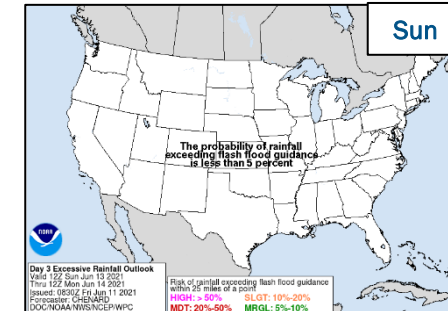 Sun
The probability of rainfall
exceeding flash flood guidance
is less than 5 percent
NOAA
Day 3 Excessive Rainfall Outlook
Valid 12Z Sun Jun 13 2021
Thru 12Z Mon Jun 14 2021
Issued: 0830Z Fri Jun 11 2021
Forecaster: CHENARD
DOC/NOAA/NWS/NCEP/WPC
Risk of rainfall exceeding flash flood guidance
within 25 miles of a point
HIGH: > 50% SLGT: 10%-20%
MDT: 20%-50% MRGL: 5%-10%